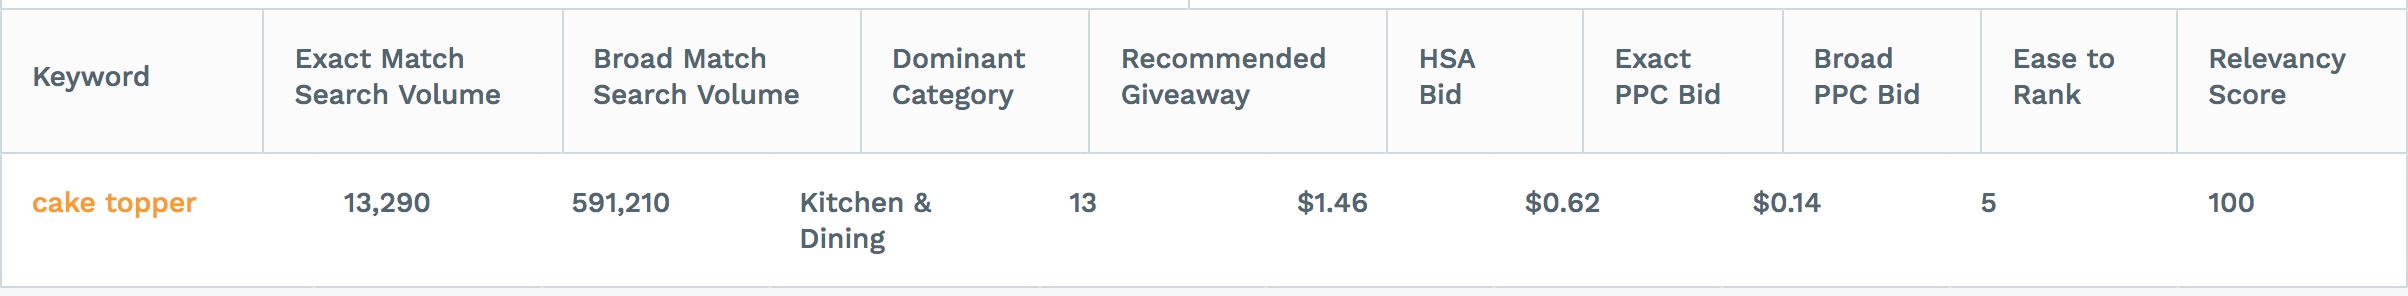 Keyword
Exact Match
Search Volume
Broad Match
Search Volume
Dominant
Category
Recommended
Giveaway
HSA
Bid
Exact
PPC Bid
Broad
PPC Bid
Ease to
Rank
Relevancy
Score
cake topper
13,290
591,210
Kitchen &
Dining
13
$1.46
$0.62
$0.14
5
100